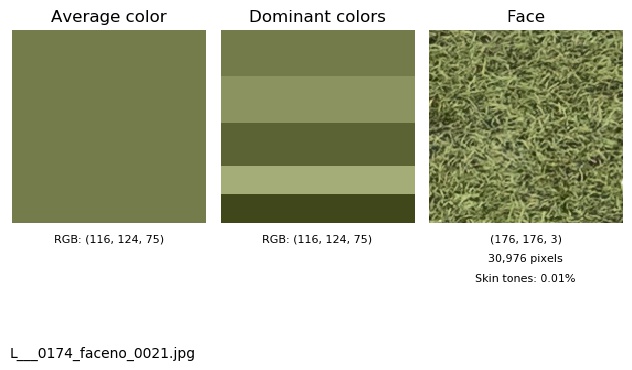 Average color
Dominant colors
Face
RGB: (116, 124, 75)
RGB: (116, 124, 75)
(176, 176, 3)
30,976 pixels
Skin tones: 0.01%
L___0174_faceno_0021.jpg